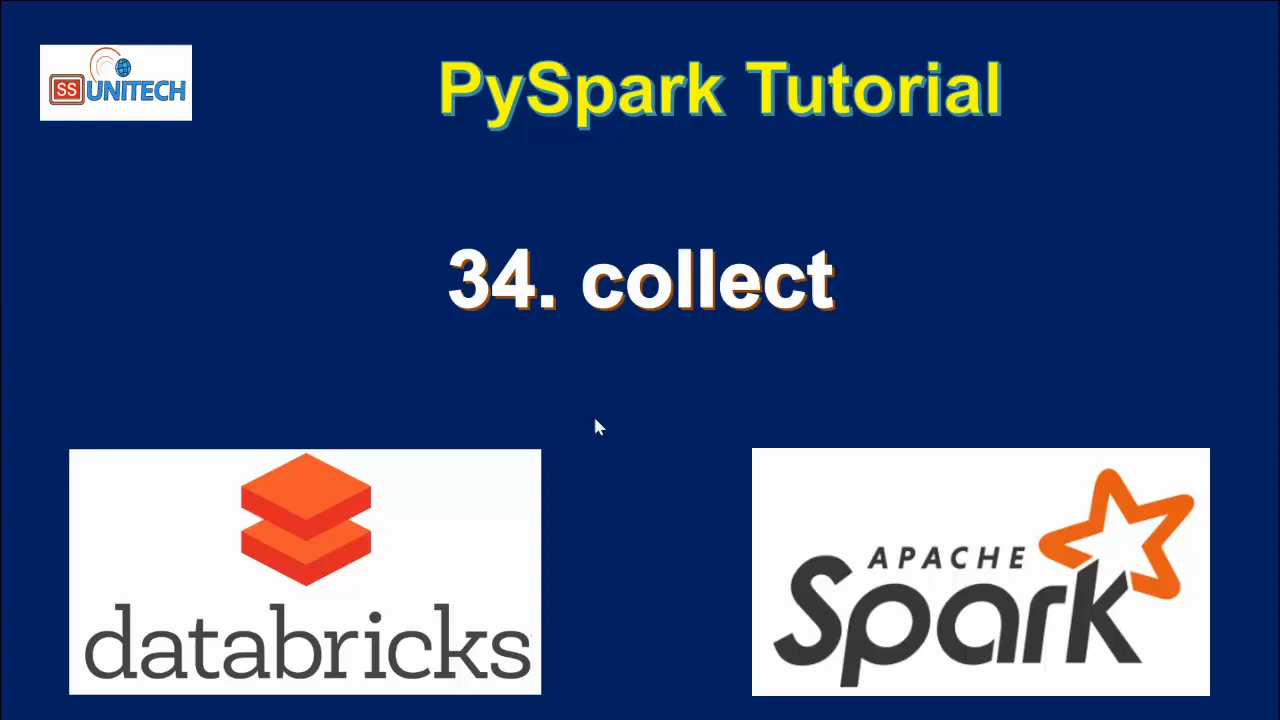 SS UNITECH
PySpark Tutorial
34. collect
databricks
APACHE
Spark